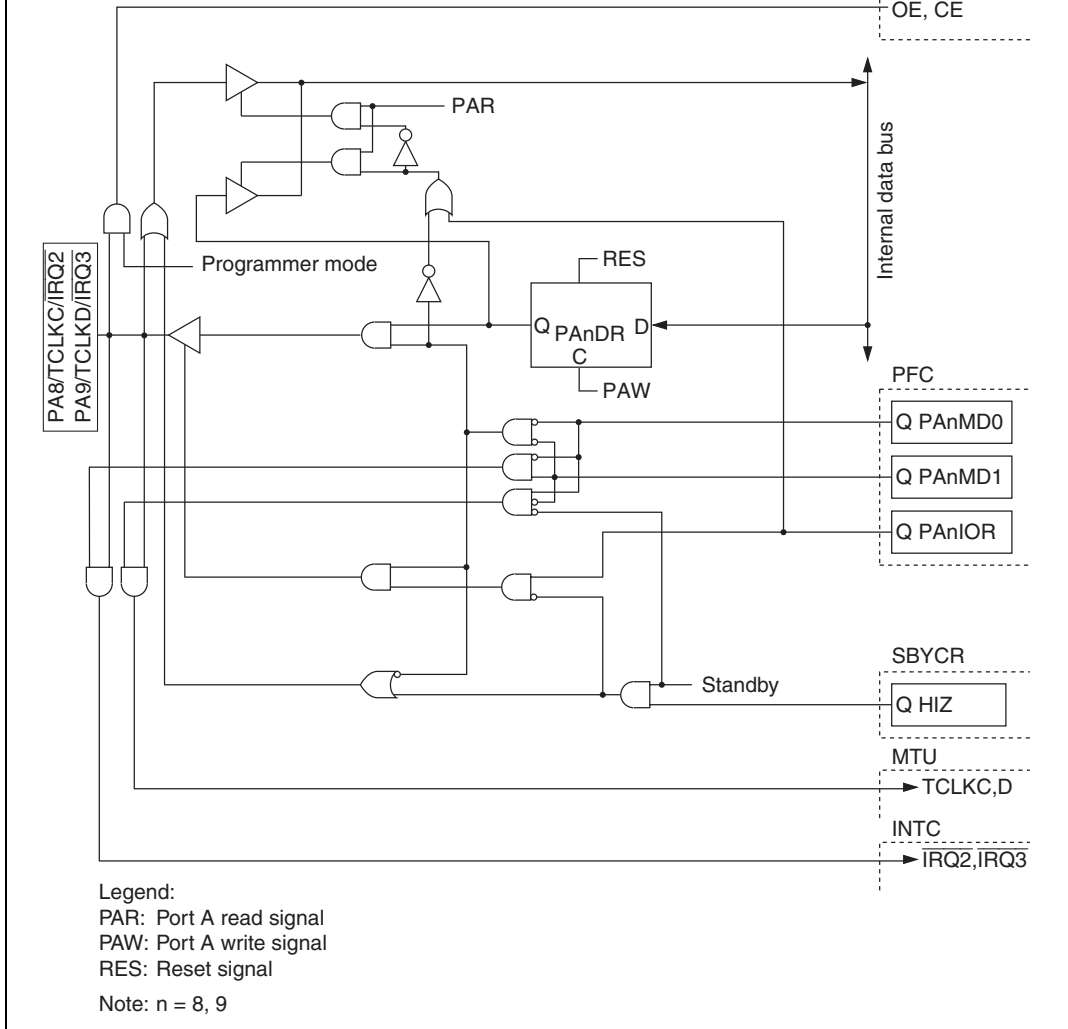 OE, CE
PAR
Internal data bus
PA8/TCLKC/IRQ2
PA9/TCLKD/IRQ3
Programmer mode
RES
Q PAnDR D
C
PAW
PFC
Q PAnMD0
Q PAnMD1
Q PAnIOR
SBYCR
Standby
Q HIZ
MTU
TCLKC,D
INTC
IRQ2,IRQ3
Legend:
PAR: Port A read signal
PAW: Port A write signal
RES: Reset signal
Note: n = 8, 9